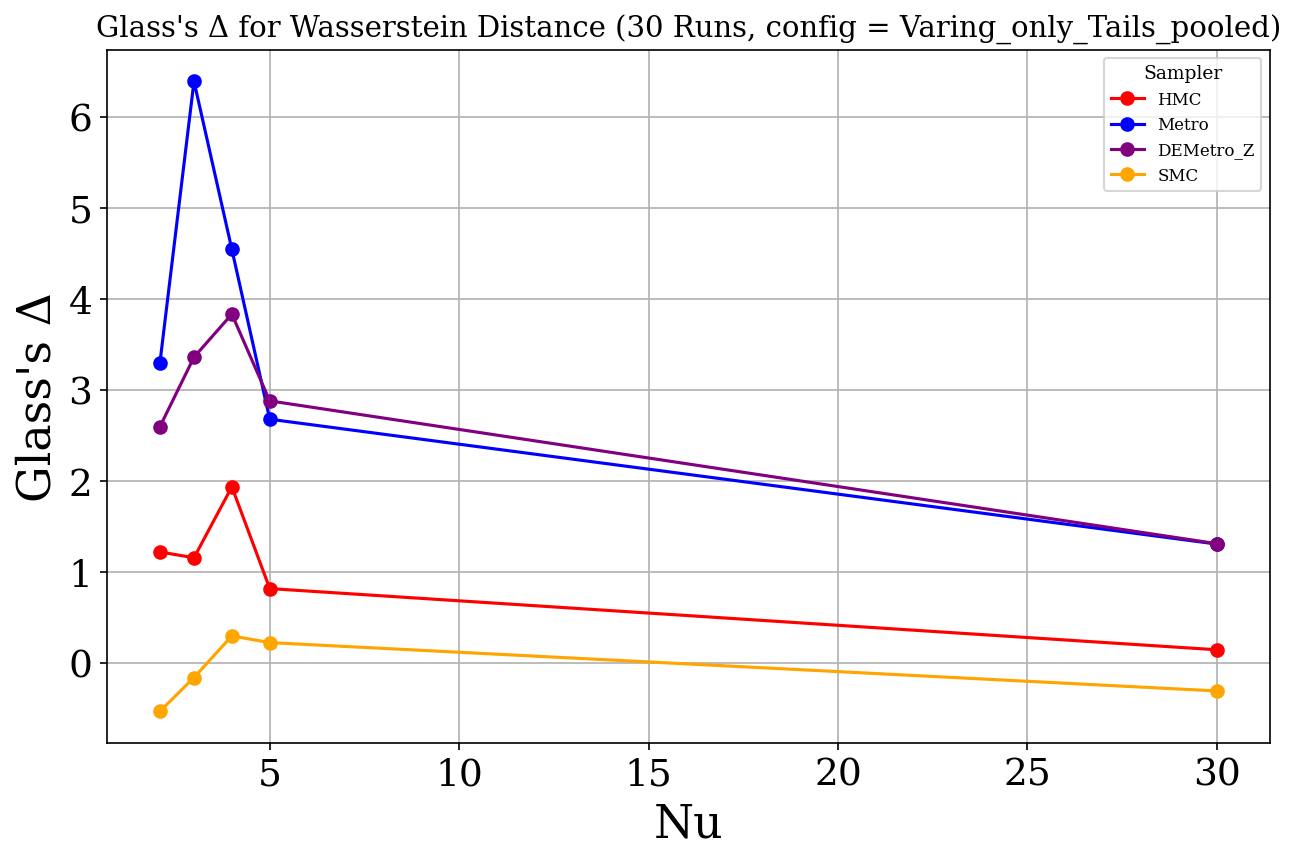 Glass's Δ for Wasserstein Distance (30 Runs, config = Varing_only_Tails_pooled)
Sampler
HMC
Metro
DEMetro_Z
SMC
Glass's Δ
6
5
4
3
2
1
0
5 10 15 20 25 30
Nu